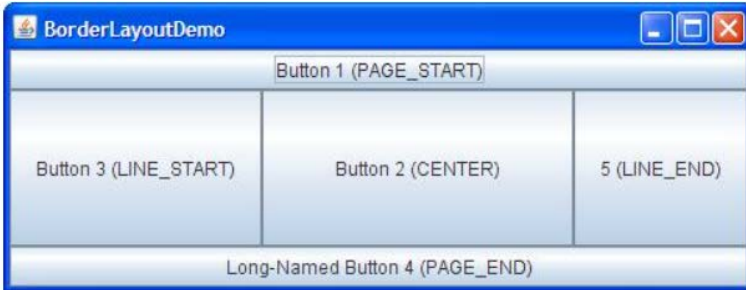 BorderLayoutDemo
Button 1 (PAGE_START)
Button 3 (LINE_START)
Button 2 (CENTER)
5 (LINE_END)
Long-Named Button 4 (PAGE_END)